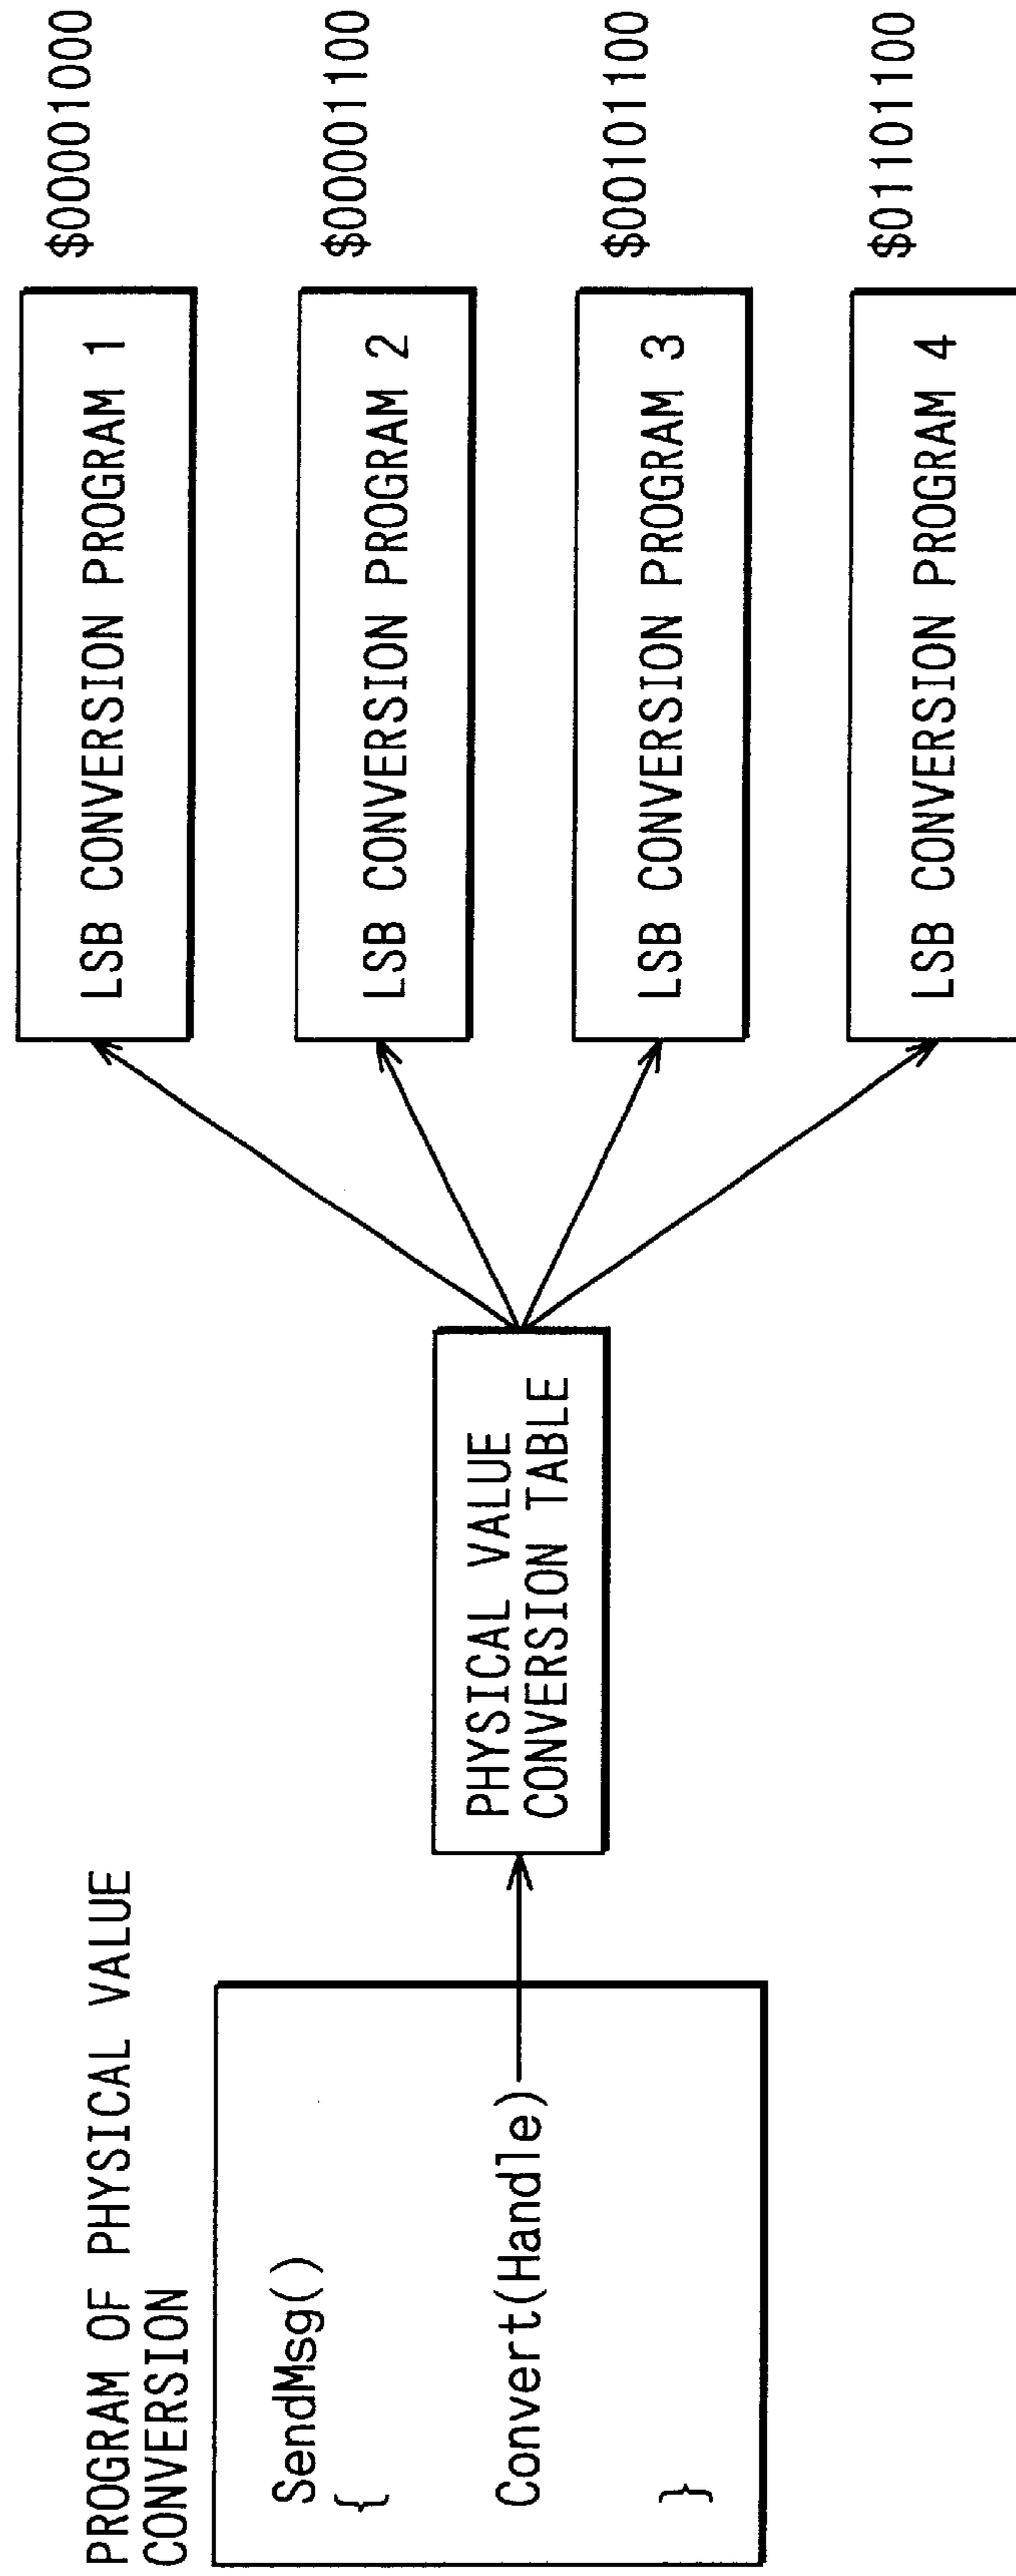 PROGRAM OF PHYSICAL VALUE
CONVERSION
SendMsg()
{
Convert(Handle)
}
PHYSICAL VALUE
CONVERSION TABLE
LSB CONVERSION PROGRAM 1
$00001000
LSB CONVERSION PROGRAM 2
$00001100
LSB CONVERSION PROGRAM 3
$00101100
LSB CONVERSION PROGRAM 4
$01101100